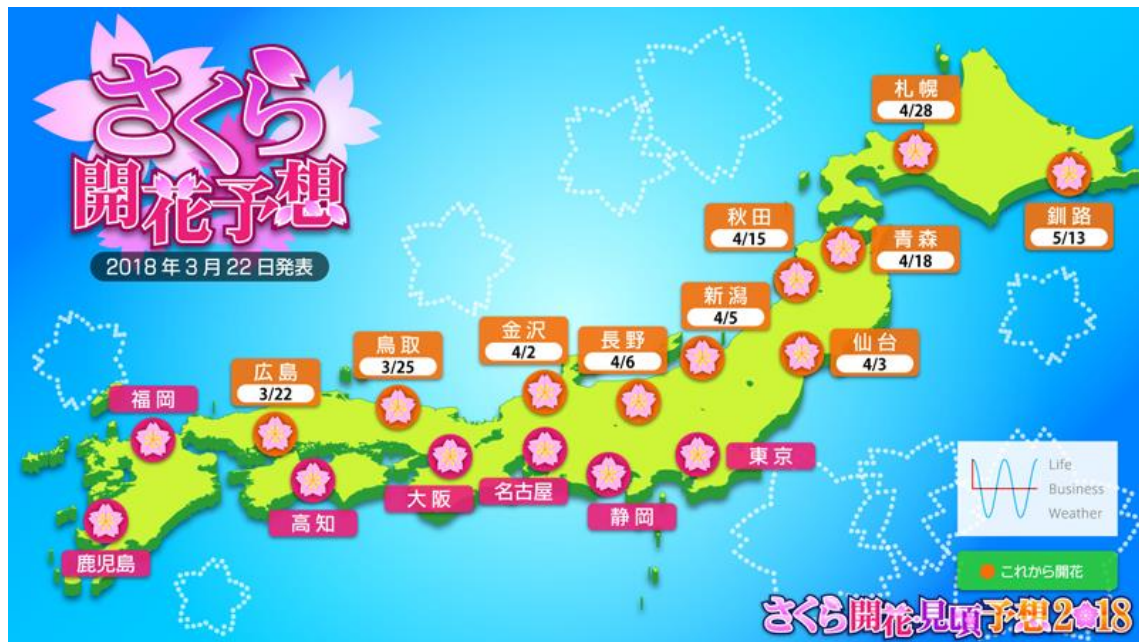 さくら
開花予想
2018年3月22日発表
札幌
4/28
釧路
5/13
秋田
4/15
青森
4/18
新潟
4/5
仙台
4/3
金沢
4/2
長野
4/6
鳥取
3/25
広島
3/22
福岡
東京
大阪
名古屋
静岡
高知
鹿児島
Life
Business
Weather
これから開花
さくら開花・見頃予想2018